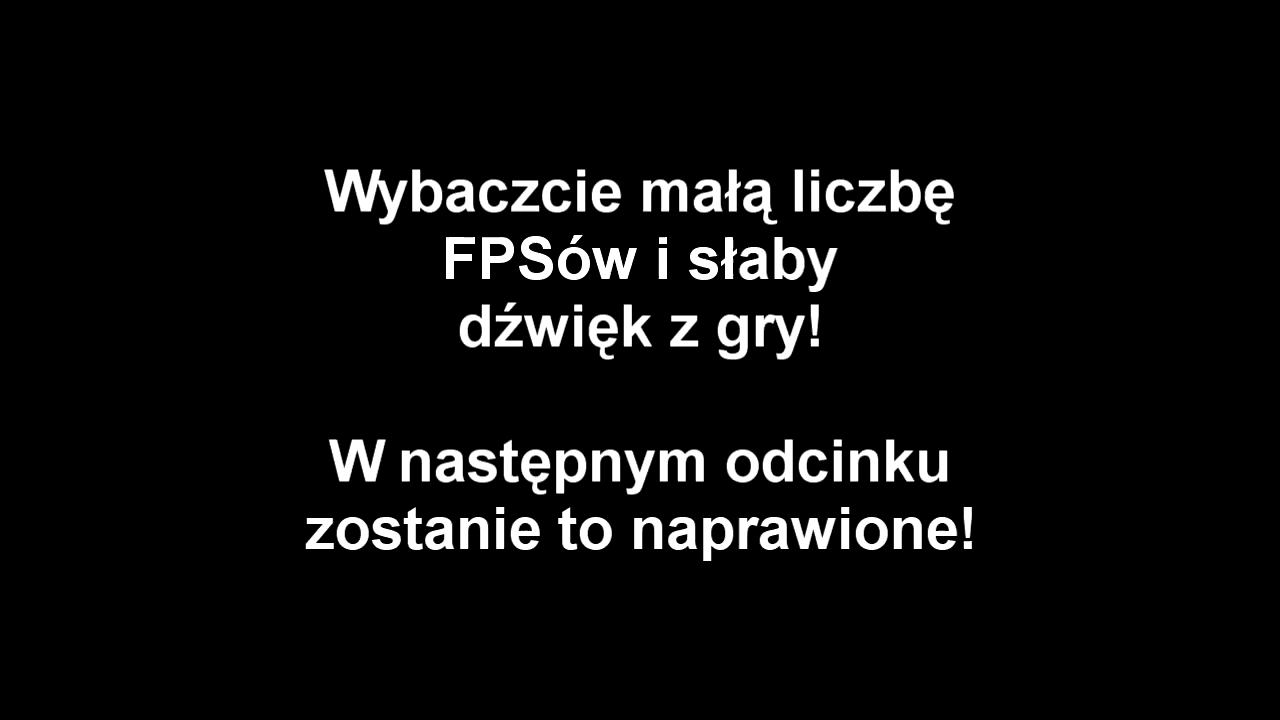 Wybaczcie małą liczbę
FPSów i słaby
dźwięk z gry!
W następnym odcinku
zostanie to naprawione!